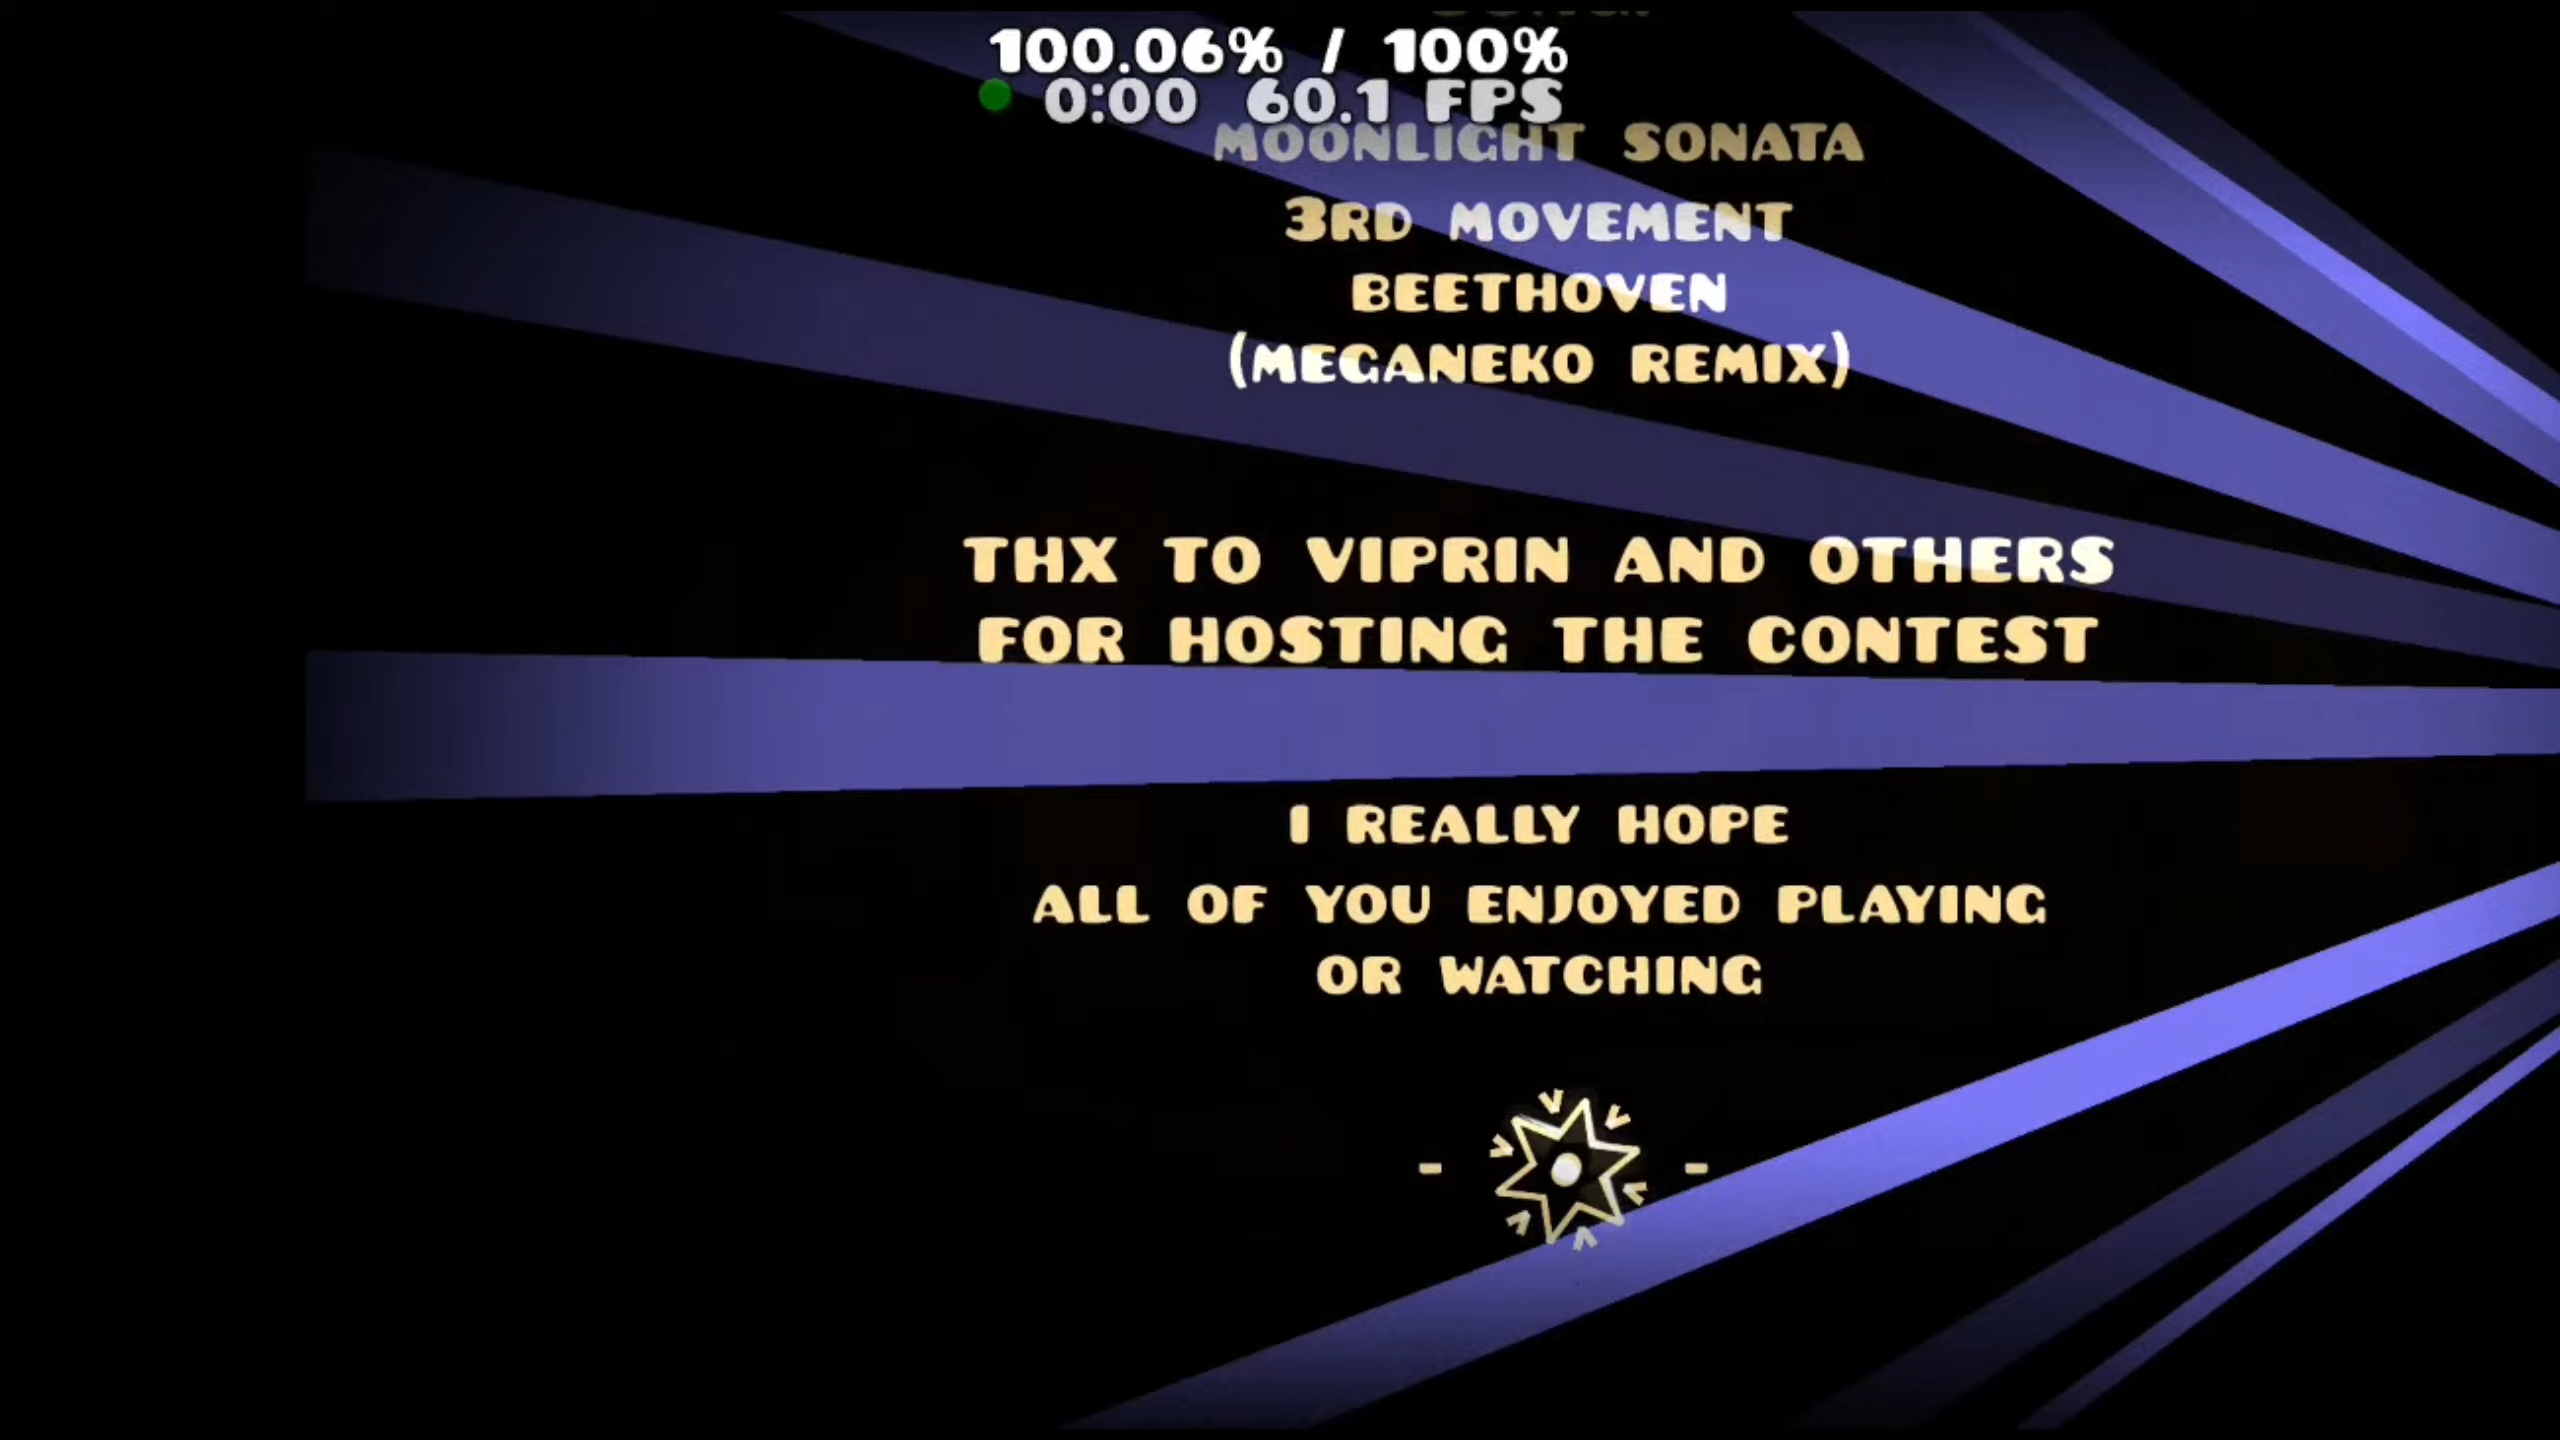 100.06% / 100%
0:00 60.1 FPS
MOONLIGHT SONATA
3RD MOVEMENT
BEETHOVEN
(MEGANEKO REMIX)
THX TO VIPRIN AND OTHERS
FOR HOSTING THE CONTEST
I REALLY HOPE
ALL OF YOU ENJOYED PLAYING
OR WATCHING